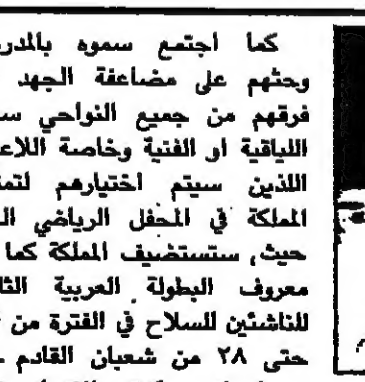 كما اجتمع سموه بالمدر
وحثهم على مضاعفة الجهد
فرقهم من جميع النواحي س
اللياقية او الفنية وخاصة اللاع
اللذين سيتم اختيارهم لتم
المملكة في المحفل الرياضي ال
حيث، ستستضيف المملكة كما
معروف البطولة العربية الثا
للناشئين للسلاح في الفترة من
حتى ٢٨ من شعبان القادم